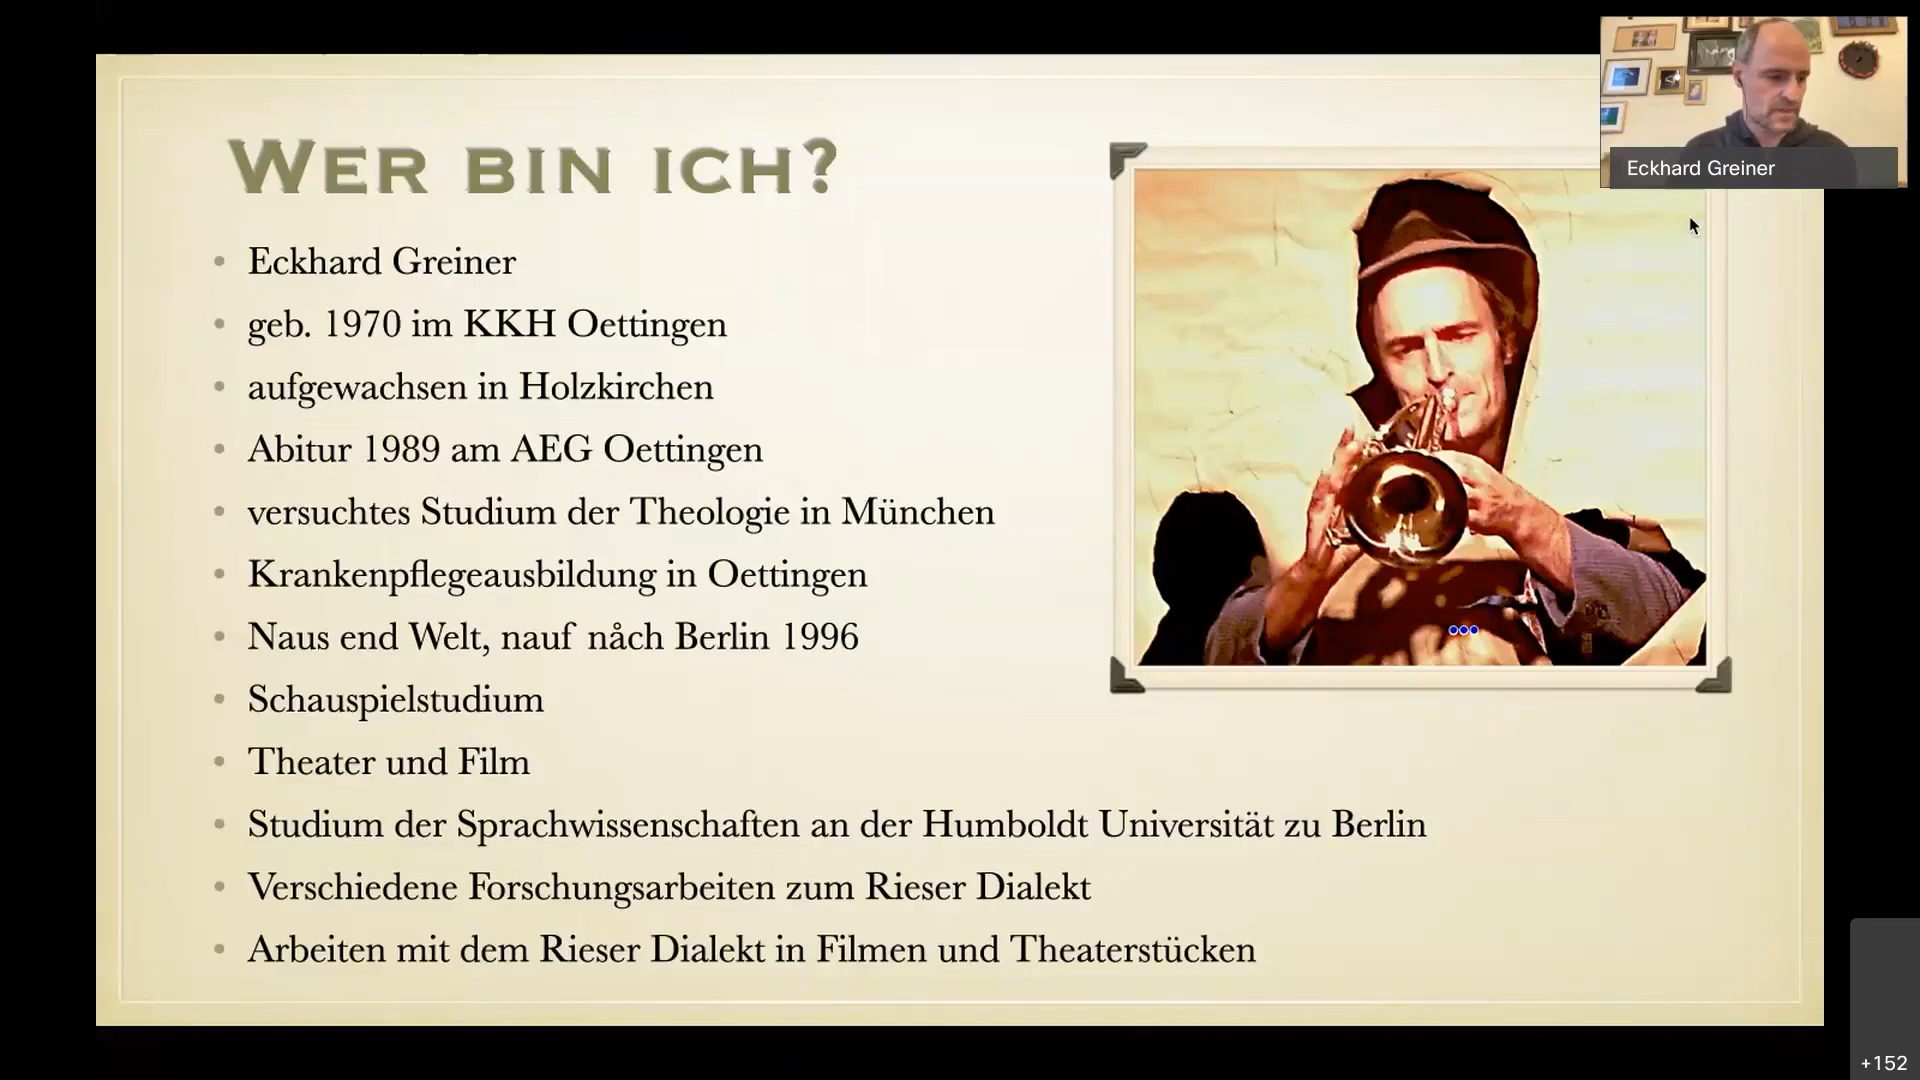 Wer bin ich?
Eckhard Greiner
• Eckhard Greiner
• geb. 1970 im KKH Oettingen
• aufgewachsen in Holzkirchen
• Abitur 1989 am AEG Oettingen
• versuchtes Studium der Theologie in München
• Krankenpflegeausbildung in Oettingen
• Naus end Welt, nauf nåch Berlin 1996
• Schauspielstudium
• Theater und Film
• Studium der Sprachwissenschaften an der Humboldt Universität zu Berlin
• Verschiedene Forschungsarbeiten zum Rieser Dialekt
• Arbeiten mit dem Rieser Dialekt in Filmen und Theaterstücken
+152